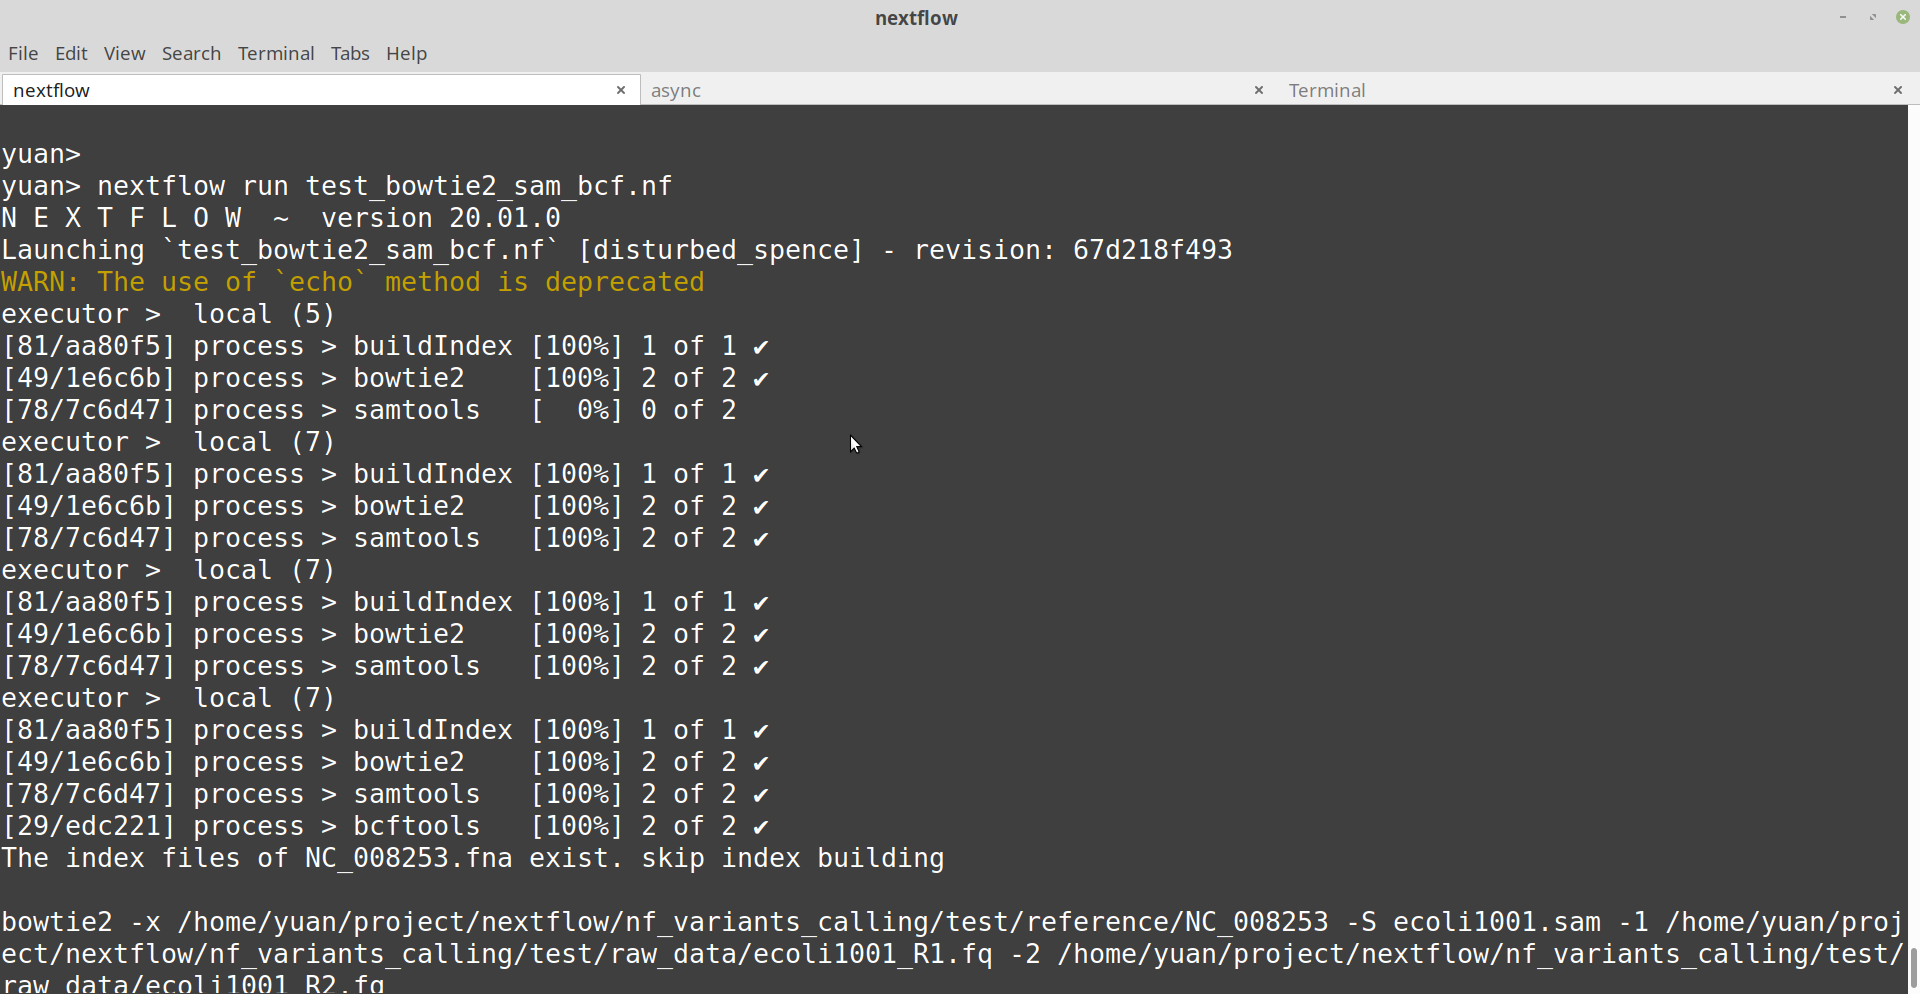 nextflow
File Edit View Search Terminal Tabs Help
nextflow × async × Terminal ×
yuan>
yuan> nextflow run test_bowtie2_sam_bcf.nf
N E X T F L O W  ~  version 20.01.0
Launching `test_bowtie2_sam_bcf.nf` [disturbed_spence] - revision: 67d218f493
WARN: The use of `echo` method is deprecated
executor >  local (5)
[81/aa80f5] process > buildIndex [100%] 1 of 1 ✔
[49/1e6c6b] process > bowtie2    [100%] 2 of 2 ✔
[78/7c6d47] process > samtools   [  0%] 0 of 2
executor >  local (7)
[81/aa80f5] process > buildIndex [100%] 1 of 1 ✔
[49/1e6c6b] process > bowtie2    [100%] 2 of 2 ✔
[78/7c6d47] process > samtools   [100%] 2 of 2 ✔
executor >  local (7)
[81/aa80f5] process > buildIndex [100%] 1 of 1 ✔
[49/1e6c6b] process > bowtie2    [100%] 2 of 2 ✔
[78/7c6d47] process > samtools   [100%] 2 of 2 ✔
executor >  local (7)
[81/aa80f5] process > buildIndex [100%] 1 of 1 ✔
[49/1e6c6b] process > bowtie2    [100%] 2 of 2 ✔
[78/7c6d47] process > samtools   [100%] 2 of 2 ✔
[29/edc221] process > bcftools   [100%] 2 of 2 ✔
The index files of NC_008253.fna exist. skip index building
bowtie2 -x /home/yuan/project/nextflow/nf_variants_calling/test/reference/NC_008253 -S ecoli1001.sam -1 /home/yuan/proj
ect/nextflow/nf_variants_calling/test/raw_data/ecoli1001_R1.fq -2 /home/yuan/project/nextflow/nf_variants_calling/test/
raw_data/ecoli1001_R2.fq